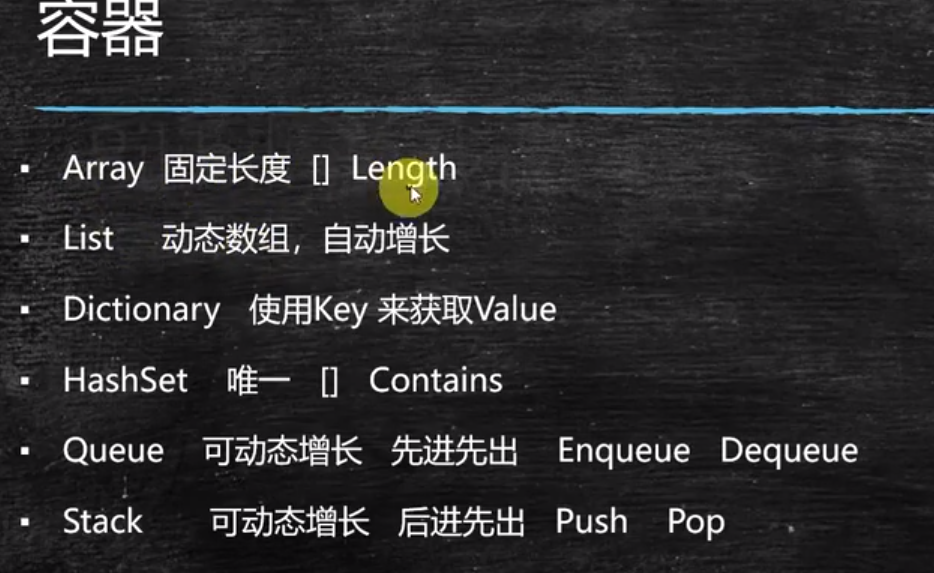 容器
▪ Array 固定长度 [] Length
▪ List 动态数组，自动增长
▪ Dictionary 使用Key 来获取Value
▪ HashSet 唯一 [] Contains
▪ Queue 可动态增长 先进先出 Enqueue Dequeue
▪ Stack 可动态增长 后进先出 Push Pop